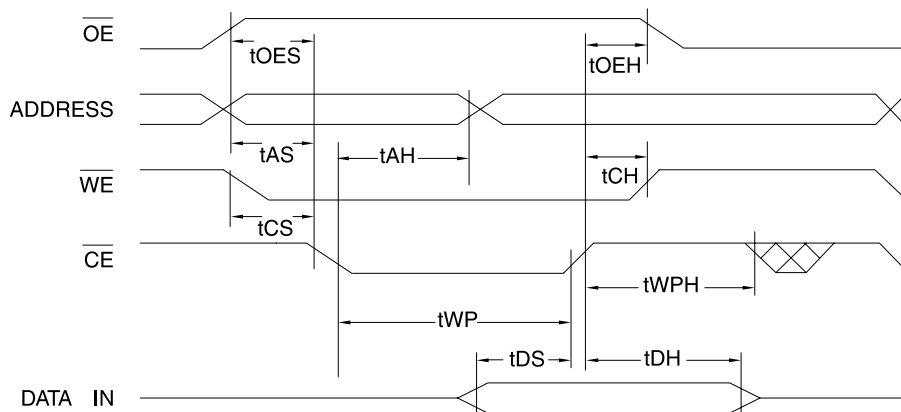 OE
tOES
tOEH
ADDRESS
tAS
tAH
tCH
WE
tCS
CE
tWPH
tWP
tDS
tDH
DATA IN